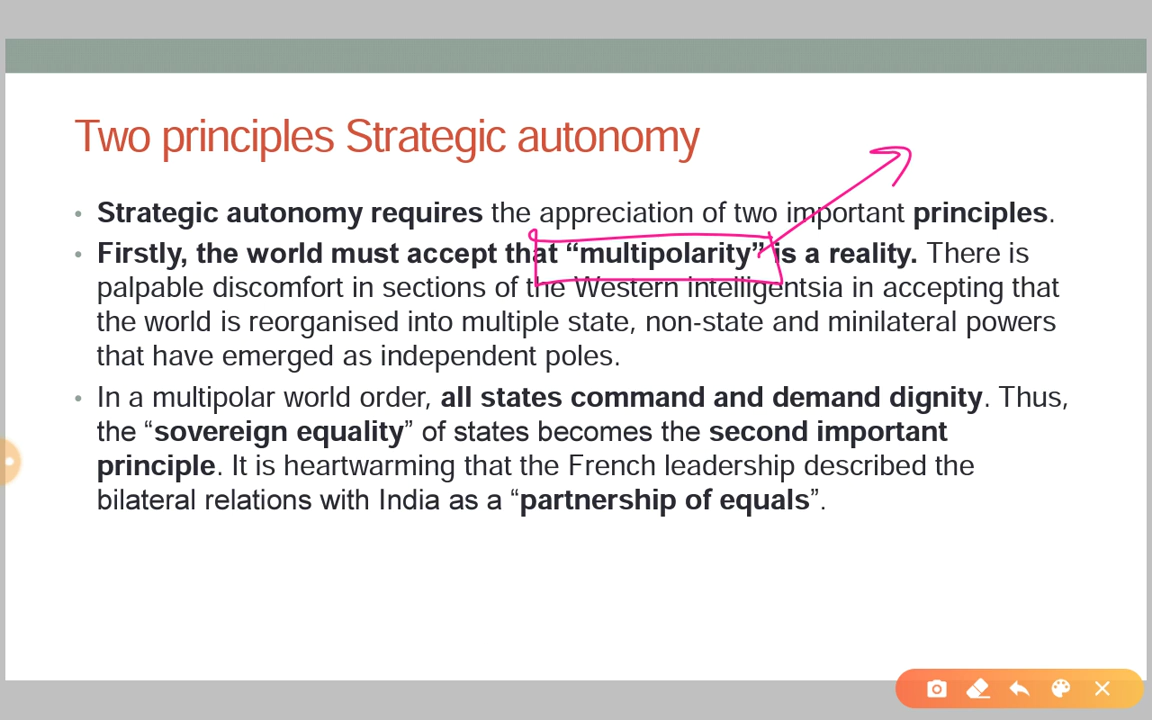 Two principles Strategic autonomy
• Strategic autonomy requires the appreciation of two important principles.
• Firstly, the world must accept that “multipolarity” is a reality. There is
palpable discomfort in sections of the Western intelligentsia in accepting that
the world is reorganised into multiple state, non-state and minilateral powers
that have emerged as independent poles.
• In a multipolar world order, all states command and demand dignity. Thus,
the “sovereign equality” of states becomes the second important
principle. It is heartwarming that the French leadership described the
bilateral relations with India as a “partnership of equals”.